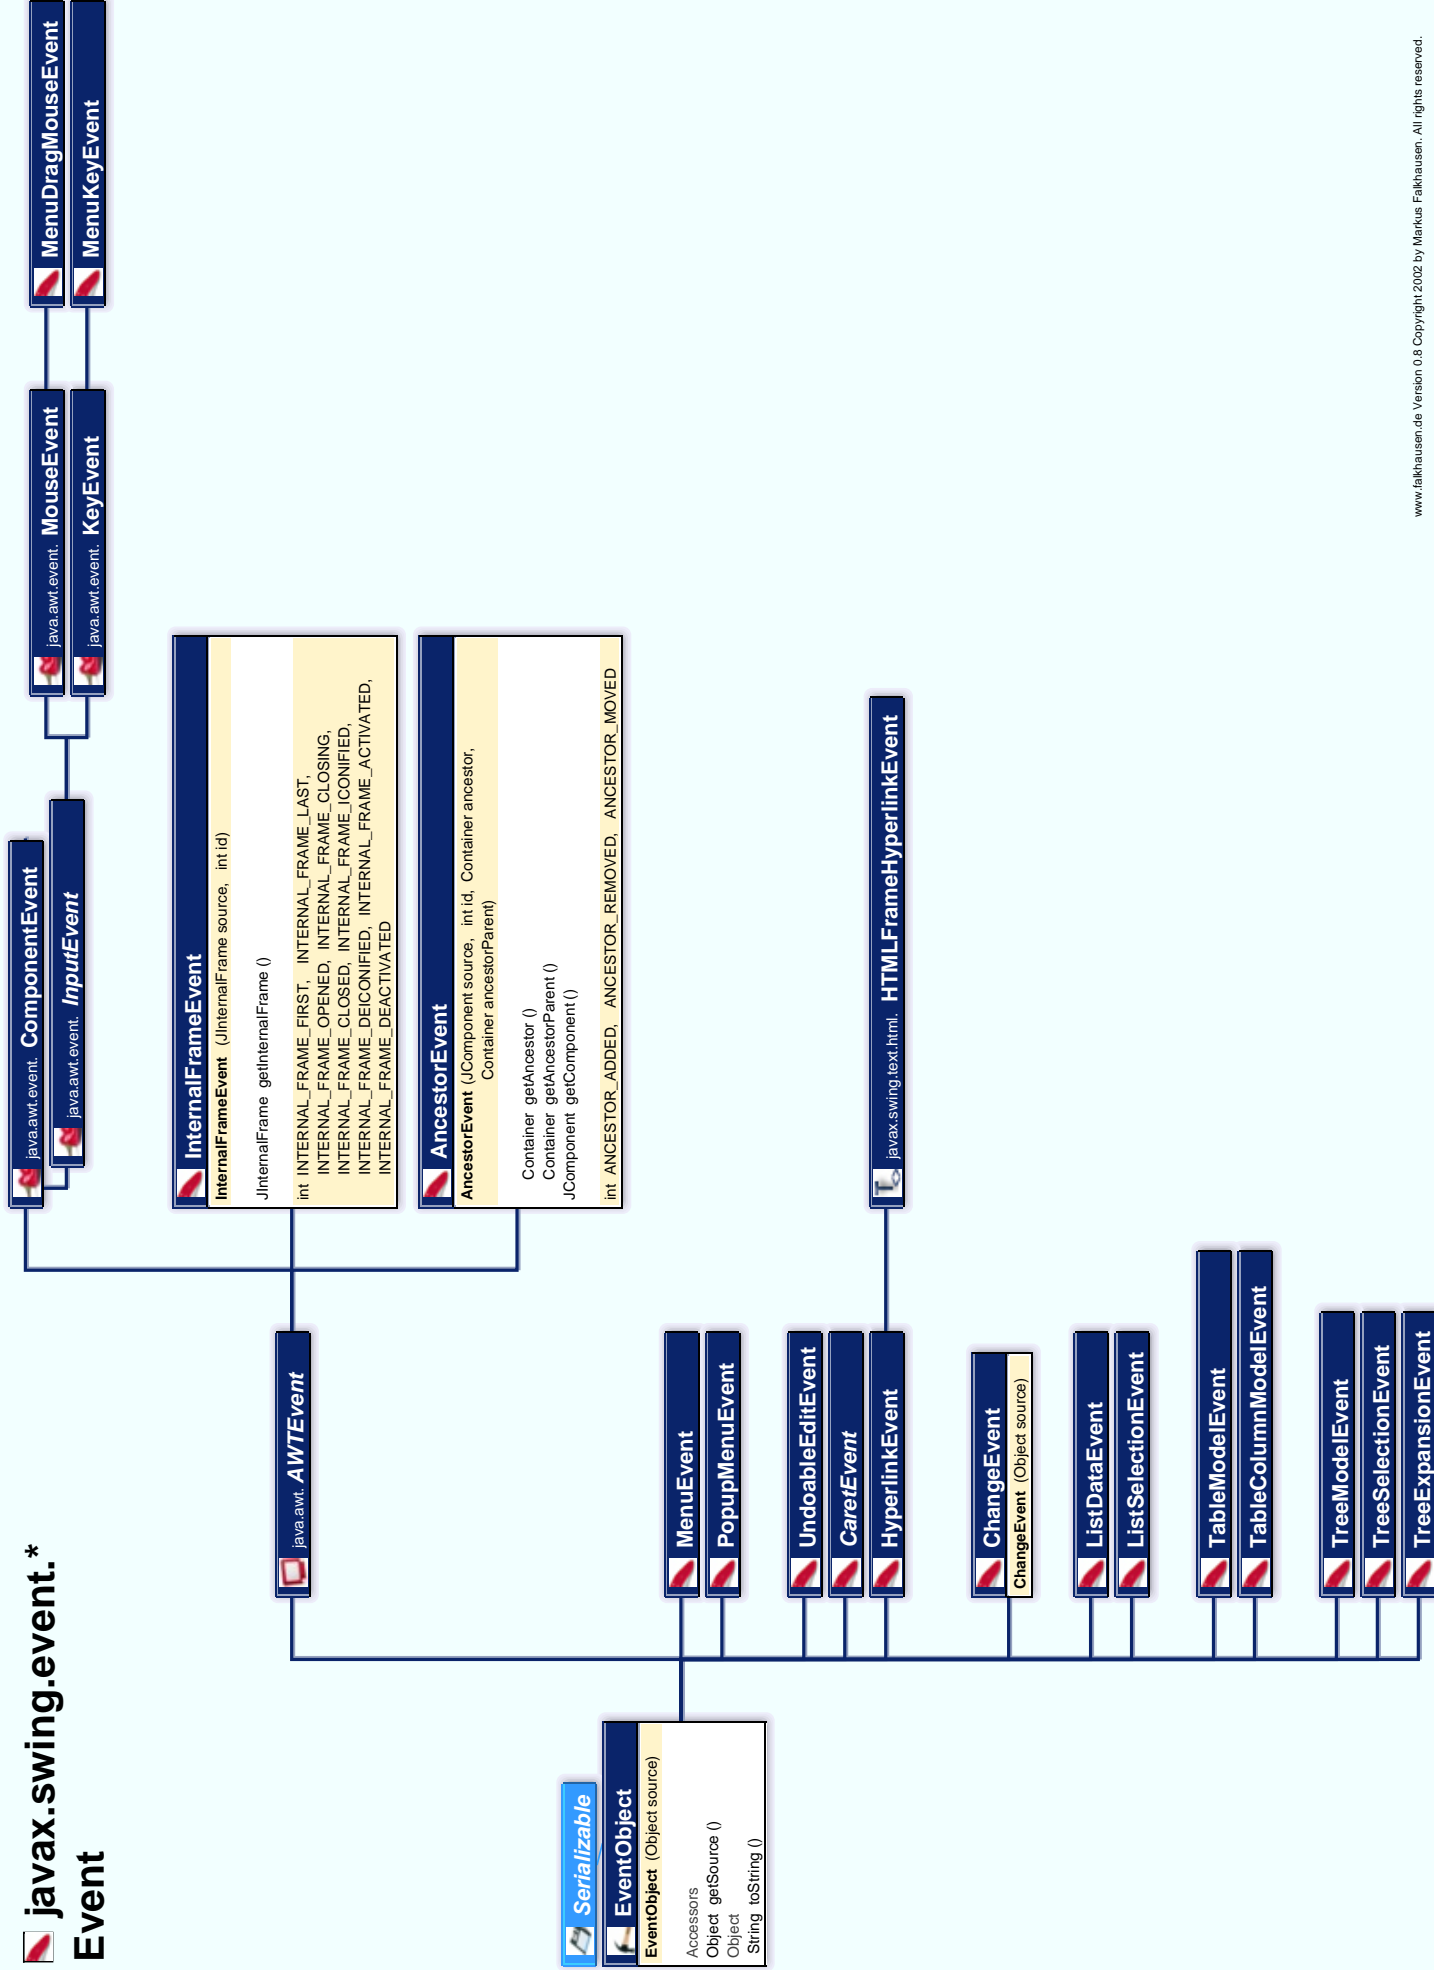 javax.swing.event.*
Event
java.awt.event. ComponentEvent
java.awt.event. InputEvent
java.awt.event. MouseEvent
java.awt.event. KeyEvent
MenuDragMouseEvent
MenuKeyEvent
InternalFrameEvent
InternalFrameEvent (JInternalFrame source, int id)
JInternalFrame getInternalFrame ()
int INTERNAL_FRAME_FIRST, INTERNAL_FRAME_LAST,
INTERNAL_FRAME_OPENED, INTERNAL_FRAME_CLOSING,
INTERNAL_FRAME_CLOSED, INTERNAL_FRAME_ICONIFIED,
INTERNAL_FRAME_DEICONIFIED, INTERNAL_FRAME_ACTIVATED,
INTERNAL_FRAME_DEACTIVATED
java.awt. AWTEvent
AncestorEvent
AncestorEvent (JComponent source, int id, Container ancestor,
Container ancestorParent)
Container getAncestor ()
Container getAncestorParent ()
JComponent getComponent ()
int ANCESTOR_ADDED, ANCESTOR_REMOVED, ANCESTOR_MOVED
Serializable
EventObject
EventObject (Object source)
Accessors
Object getSource ()
Object
String toString ()
MenuEvent
PopupMenuEvent
UndoableEditEvent
CaretEvent
HyperlinkEvent
javax.swing.text.html. HTMLFrameHyperlinkEvent
ChangeEvent
ChangeEvent (Object source)
ListDataEvent
ListSelectionEvent
TableModelEvent
TableColumnModelEvent
TreeModelEvent
TreeSelectionEvent
TreeExpansionEvent
www.falkhausen.de Version 0.8 Copyright 2002 by Markus Falkhausen. All rights reserved.